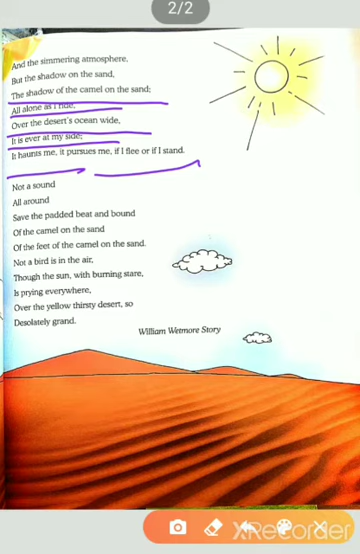 2/2
And the simmering atmosphere,
But the shadow on the sand,
The shadow of the camel on the sand;
All alone as I ride,
Over the desert's ocean wide,
It is ever at my side;
It haunts me, it pursues me, if I flee or if I stand.
Not a sound
All around
Save the padded beat and bound
Of the camel on the sand
Of the feet of the camel on the sand.
Not a bird is in the air,
Though the sun, with burning stare,
Is prying everywhere,
Over the yellow thirsty desert, so
Desolately grand.
William Wetmore Story
XRecorder